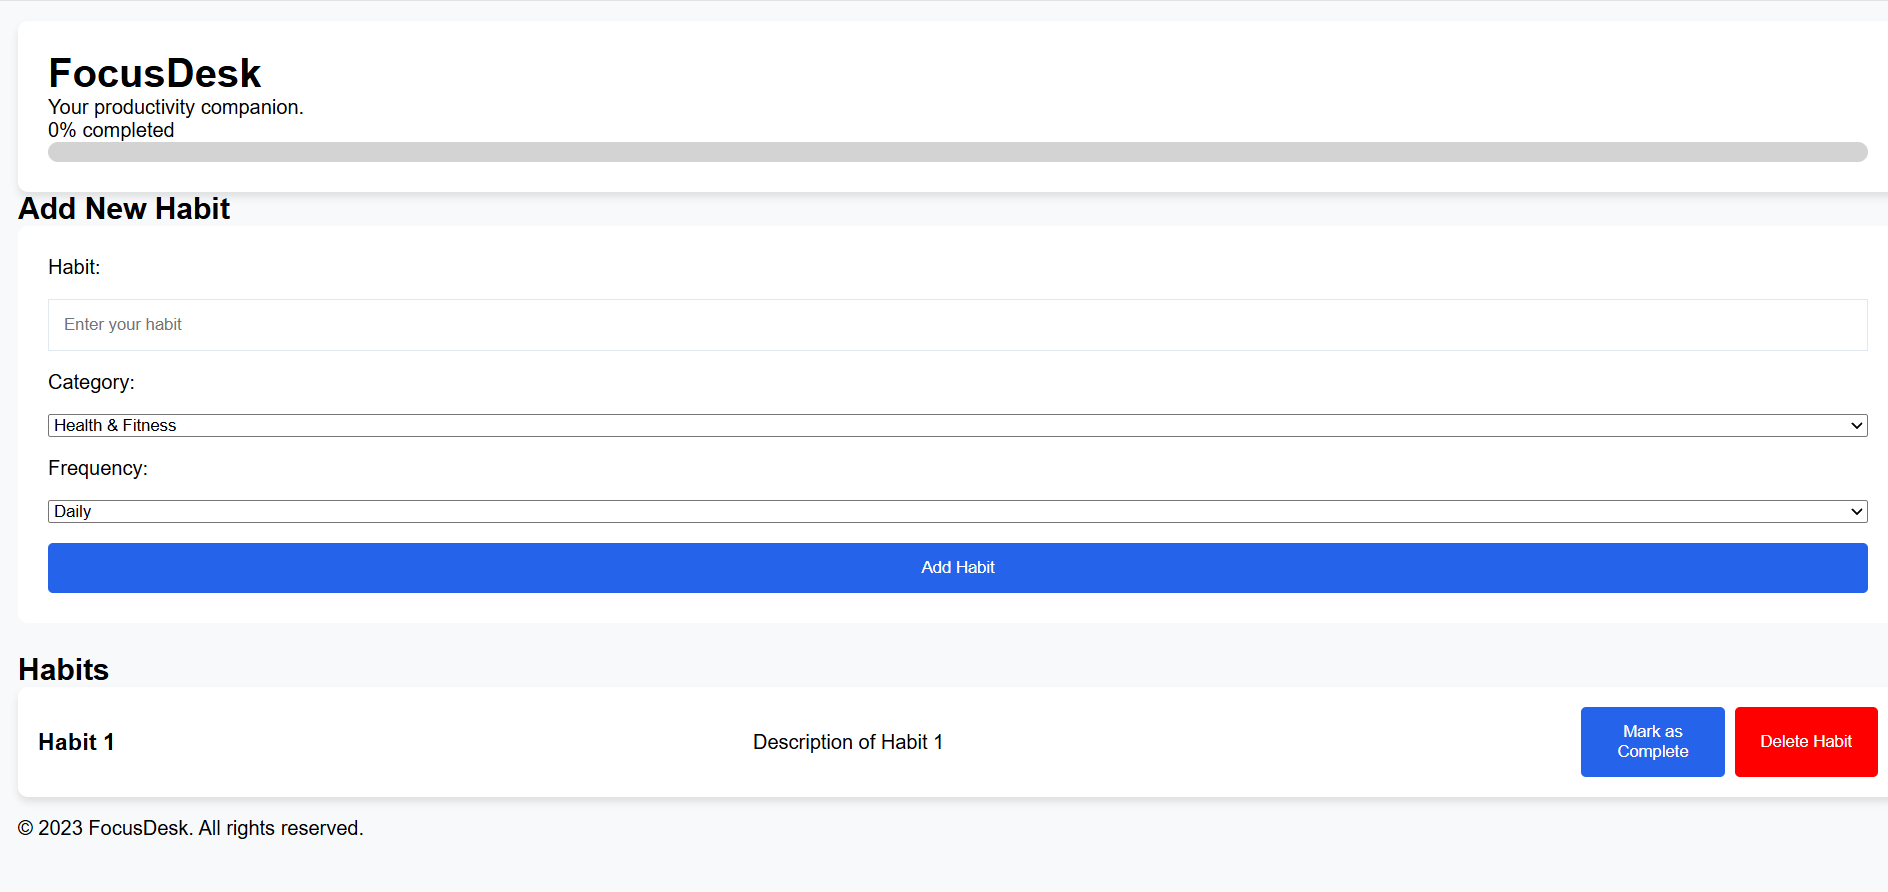 FocusDesk
Your productivity companion.
0% completed
Add New Habit
Habit:
Enter your habit
Category:
Health & Fitness
Frequency:
Daily
Add Habit
Habits
Habit 1
Description of Habit 1
Mark as
Complete
Delete Habit
© 2023 FocusDesk. All rights reserved.